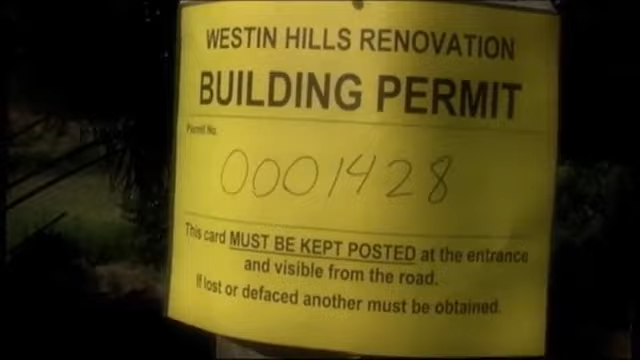 WESTIN HILLS RENOVATION
BUILDING PERMIT
Permit No.
0001428
This card MUST BE KEPT POSTED at the entrance
and visible from the road.
If lost or defaced another must be obtained.